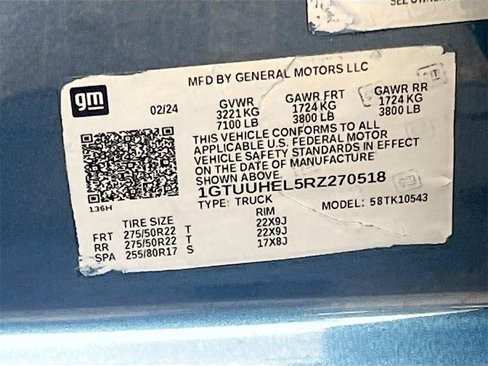 SEE OWNER
MFD BY GENERAL MOTORS LLC
gm
02/24 GVWR GAWR FRT GAWR RR
3221 KG 1724 KG 1724 KG
7100 LB 3800 LB 3800 LB
THIS VEHICLE CONFORMS TO ALL
APPLICABLE U.S. FEDERAL MOTOR
VEHICLE SAFETY STANDARDS IN EFFECT
ON THE DATE OF MANUFACTURE
SHOWN ABOVE.
1GTUUHEL5RZ270518
136H
TYPE: TRUCK MODEL: 58TK10543
TIRE SIZE RIM
FRT 275/50R22 T 22X9J
RR 275/50R22 T 22X9J
SPA 255/80R17 S 17X8J